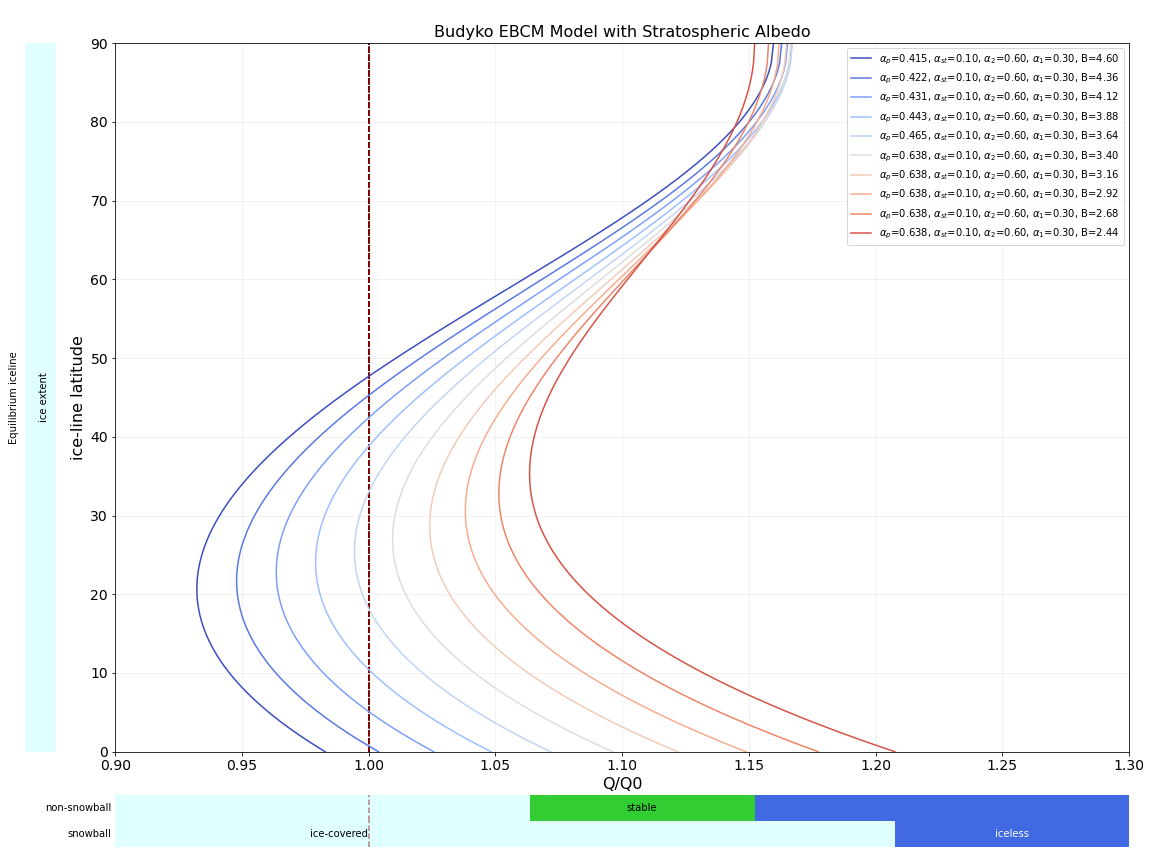 Budyko EBCM Model with Stratospheric Albedo
αp=0.415, αst=0.10, α2=0.60, α1=0.30, B=4.60
αp=0.422, αst=0.10, α2=0.60, α1=0.30, B=4.36
αp=0.431, αst=0.10, α2=0.60, α1=0.30, B=4.12
αp=0.443, αst=0.10, α2=0.60, α1=0.30, B=3.88
αp=0.465, αst=0.10, α2=0.60, α1=0.30, B=3.64
αp=0.638, αst=0.10, α2=0.60, α1=0.30, B=3.40
αp=0.638, αst=0.10, α2=0.60, α1=0.30, B=3.16
αp=0.638, αst=0.10, α2=0.60, α1=0.30, B=2.92
αp=0.638, αst=0.10, α2=0.60, α1=0.30, B=2.68
αp=0.638, αst=0.10, α2=0.60, α1=0.30, B=2.44
Equilibrium iceline
ice extent
ice-line latitude
90
80
70
60
50
40
30
20
10
0
0.90 0.95 1.00 1.05 1.10 1.15 1.20 1.25 1.30
Q/Q0
non-snowball stable
snowball ice-covered iceless